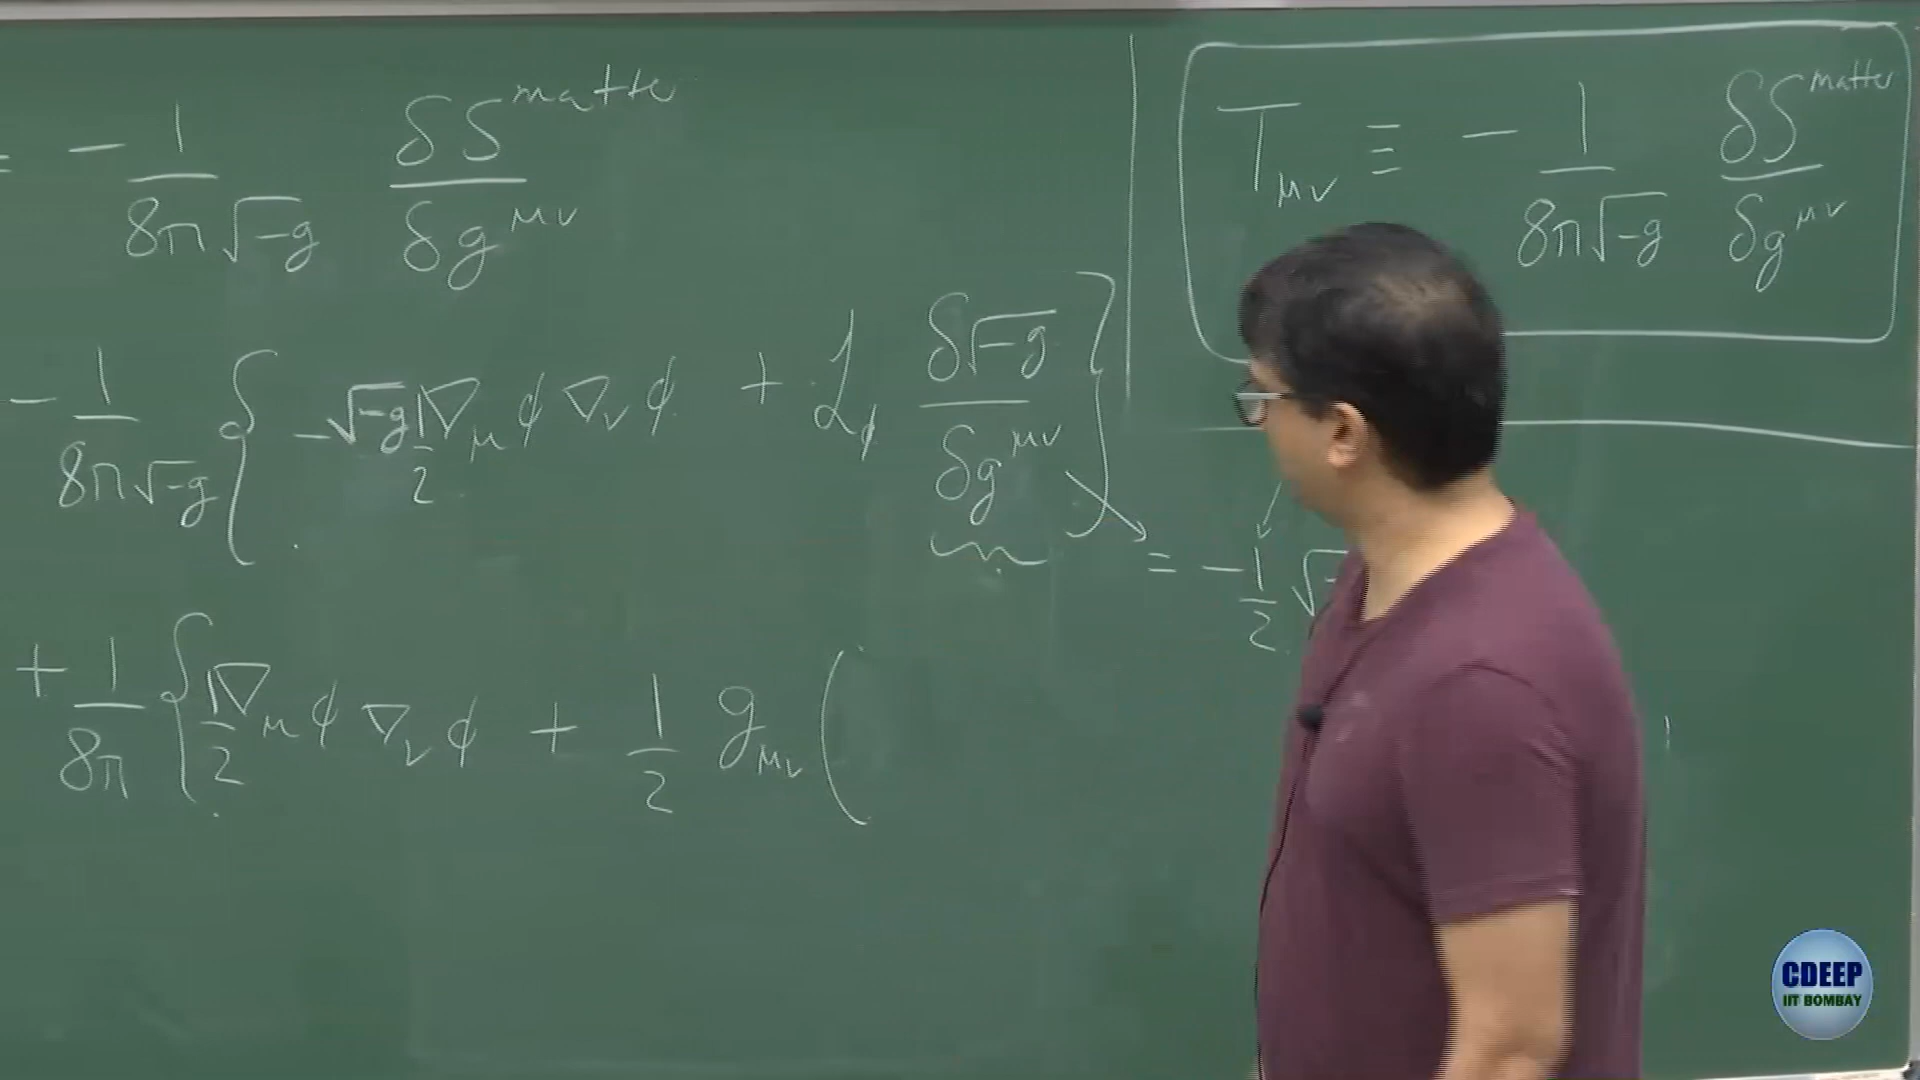 = - 1/(8π√-g) δS^matter/δg^μν
- 1/(8π√-g) { -√-g 1/2 ∇_μ ϕ ∇_ν ϕ + ℒ_ϕ δ√-g/δg^μν }
+ 1/8π { 1/2 ∇_μ ϕ ∇_ν ϕ + 1/2 g_μν (
T_μν ≡ - 1/(8π√-g) δS^matter/δg^μν
= - 1/2 √-
CDEEP
IIT BOMBAY